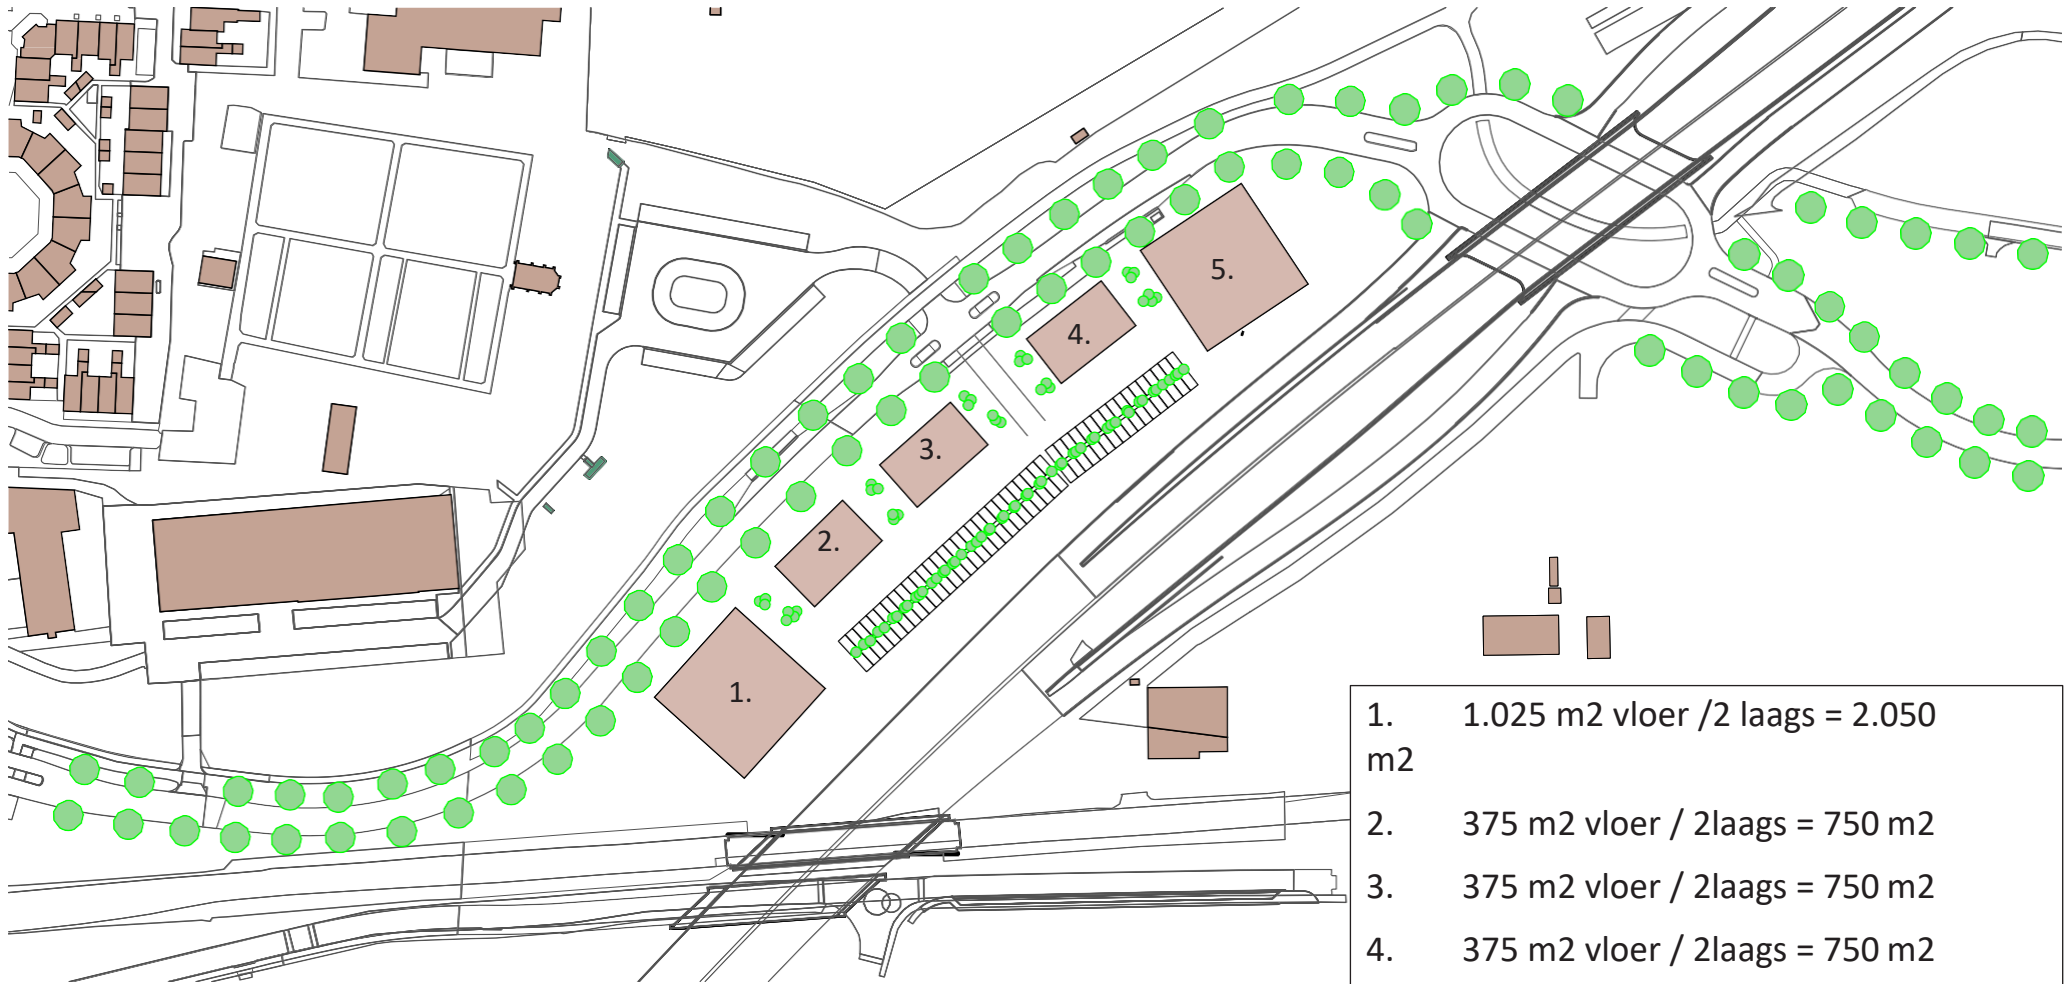 5.
4.
3.
2.
1.
1. 1.025 m2 vloer /2 laags = 2.050
m2
2. 375 m2 vloer / 2laags = 750 m2
3. 375 m2 vloer / 2laags = 750 m2
4. 375 m2 vloer / 2laags = 750 m2